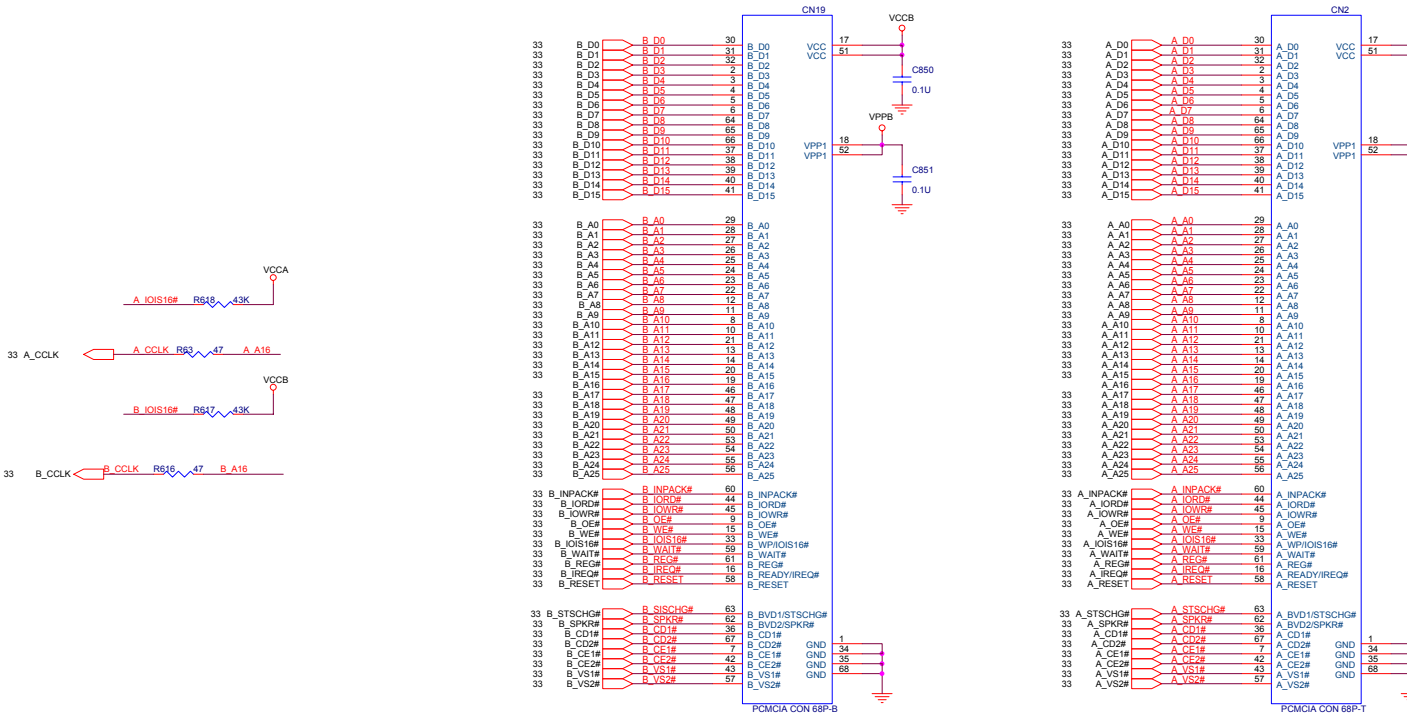 VCCA
A_IOIS16# R618 43K
33 A_CCLK A_CCLK R63 47 A_A16
VCCB
B_IOIS16# R617 43K
33 B_CCLK B_CCLK R616 47 B_A16
CN19
VCCB
33 B_D0 B_D0 30 B_D0 VCC 17
33 B_D1 B_D1 31 B_D1 VCC 51
33 B_D2 B_D2 32 B_D2
33 B_D3 B_D3 2 B_D3
C850
33 B_D4 B_D4 3 B_D4
33 B_D5 B_D5 4 B_D5
0.1U
33 B_D6 B_D6 5 B_D6
33 B_D7 B_D7 6 B_D7
VPPB
33 B_D8 B_D8 64 B_D8
33 B_D9 B_D9 65 B_D9
33 B_D10 B_D10 66 B_D10 VPP1 18
33 B_D11 B_D11 37 B_D11 VPP1 52
33 B_D12 B_D12 38 B_D12
33 B_D13 B_D13 39 B_D13
C851
33 B_D14 B_D14 40 B_D14
33 B_D15 B_D15 41 B_D15
0.1U
33 B_A0 B_A0 29 B_A0
33 B_A1 B_A1 28 B_A1
33 B_A2 B_A2 27 B_A2
33 B_A3 B_A3 26 B_A3
33 B_A4 B_A4 25 B_A4
33 B_A5 B_A5 24 B_A5
33 B_A6 B_A6 23 B_A6
33 B_A7 B_A7 22 B_A7
33 B_A8 B_A8 12 B_A8
33 B_A9 B_A9 11 B_A9
33 B_A10 B_A10 8 B_A10
33 B_A11 B_A11 10 B_A11
33 B_A12 B_A12 21 B_A12
33 B_A13 B_A13 13 B_A13
33 B_A14 B_A14 14 B_A14
33 B_A15 B_A15 20 B_A15
B_A16 B_A16 19 B_A16
33 B_A17 B_A17 46 B_A17
33 B_A18 B_A18 47 B_A18
33 B_A19 B_A19 48 B_A19
33 B_A20 B_A20 49 B_A20
33 B_A21 B_A21 50 B_A21
33 B_A22 B_A22 53 B_A22
33 B_A23 B_A23 54 B_A23
33 B_A24 B_A24 55 B_A24
33 B_A25 B_A25 56 B_A25
33 B_INPACK# B_INPACK# 60 B_INPACK#
33 B_IORD# B_IORD# 44 B_IORD#
33 B_IOWR# B_IOWR# 45 B_IOWR#
33 B_OE# B_OE# 9 B_OE#
33 B_WE# B_WE# 15 B_WE#
33 B_IOIS16# B_IOIS16# 33 B_WP/IOIS16#
33 B_WAIT# B_WAIT# 59 B_WAIT#
33 B_REG# B_REG# 61 B_REG#
33 B_IREQ# B_IREQ# 16 B_READY/IREQ#
33 B_RESET B_RESET 58 B_RESET
33 B_STSCHG# B_SISCHG# 63 B_BVD1/STSCHG#
33 B_SPKR# B_SPKR# 62 B_BVD2/SPKR#
33 B_CD1# B_CD1# 36 B_CD1#
33 B_CD2# B_CD2# 67 B_CD2# GND 1
33 B_CE1# B_CE1# 7 B_CE1# GND 34
33 B_CE2# B_CE2# 42 B_CE2# GND 35
33 B_VS1# B_VS1# 43 B_VS1# GND 68
33 B_VS2# B_VS2# 57 B_VS2#
PCMCIA CON 68P-B
CN2
33 A_D0 A_D0 30 A_D0 VCC 17
33 A_D1 A_D1 31 A_D1 VCC 51
33 A_D2 A_D2 32 A_D2
33 A_D3 A_D3 2 A_D3
33 A_D4 A_D4 3 A_D4
33 A_D5 A_D5 4 A_D5
33 A_D6 A_D6 5 A_D6
33 A_D7 A_D7 6 A_D7
33 A_D8 A_D8 64 A_D8
33 A_D9 A_D9 65 A_D9
33 A_D10 A_D10 66 A_D10 VPP1 18
33 A_D11 A_D11 37 A_D11 VPP1 52
33 A_D12 A_D12 38 A_D12
33 A_D13 A_D13 39 A_D13
33 A_D14 A_D14 40 A_D14
33 A_D15 A_D15 41 A_D15
33 A_A0 A_A0 29 A_A0
33 A_A1 A_A1 28 A_A1
33 A_A2 A_A2 27 A_A2
33 A_A3 A_A3 26 A_A3
33 A_A4 A_A4 25 A_A4
33 A_A5 A_A5 24 A_A5
33 A_A6 A_A6 23 A_A6
33 A_A7 A_A7 22 A_A7
33 A_A8 A_A8 12 A_A8
33 A_A9 A_A9 11 A_A9
33 A_A10 A_A10 8 A_A10
33 A_A11 A_A11 10 A_A11
33 A_A12 A_A12 21 A_A12
33 A_A13 A_A13 13 A_A13
33 A_A14 A_A14 14 A_A14
33 A_A15 A_A15 20 A_A15
A_A16 A_A16 19 A_A16
33 A_A17 A_A17 46 A_A17
33 A_A18 A_A18 47 A_A18
33 A_A19 A_A19 48 A_A19
33 A_A20 A_A20 49 A_A20
33 A_A21 A_A21 50 A_A21
33 A_A22 A_A22 53 A_A22
33 A_A23 A_A23 54 A_A23
33 A_A24 A_A24 55 A_A24
33 A_A25 A_A25 56 A_A25
33 A_INPACK# A_INPACK# 60 A_INPACK#
33 A_IORD# A_IORD# 44 A_IORD#
33 A_IOWR# A_IOWR# 45 A_IOWR#
33 A_OE# A_OE# 9 A_OE#
33 A_WE# A_WE# 15 A_WE#
33 A_IOIS16# A_IOIS16# 33 A_WP/IOIS16#
33 A_WAIT# A_WAIT# 59 A_WAIT#
33 A_REG# A_REG# 61 A_REG#
33 A_IREQ# A_IREQ# 16 A_READY/IREQ#
33 A_RESET A_RESET 58 A_RESET
33 A_STSCHG# A_STSCHG# 63 A_BVD1/STSCHG#
33 A_SPKR# A_SPKR# 62 A_BVD2/SPKR#
33 A_CD1# A_CD1# 36 A_CD1#
33 A_CD2# A_CD2# 67 A_CD2# GND 1
33 A_CE1# A_CE1# 7 A_CE1# GND 34
33 A_CE2# A_CE2# 42 A_CE2# GND 35
33 A_VS1# A_VS1# 43 A_VS1# GND 68
33 A_VS2# A_VS2# 57 A_VS2#
PCMCIA CON 68P-T